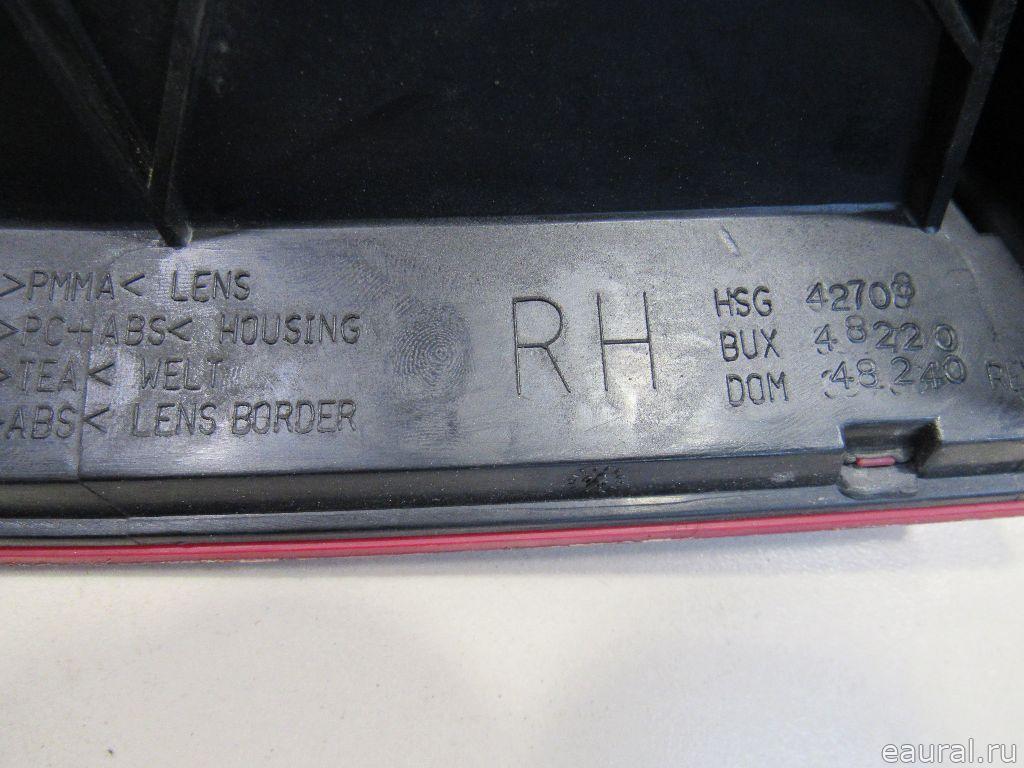 >PMMA< LENS
>PC+ABS< HOUSING
>TEA< WELT
>ABS< LENS BORDER
RH
HSG 42708
BUX 48220
DOM 48240
eaural.ru